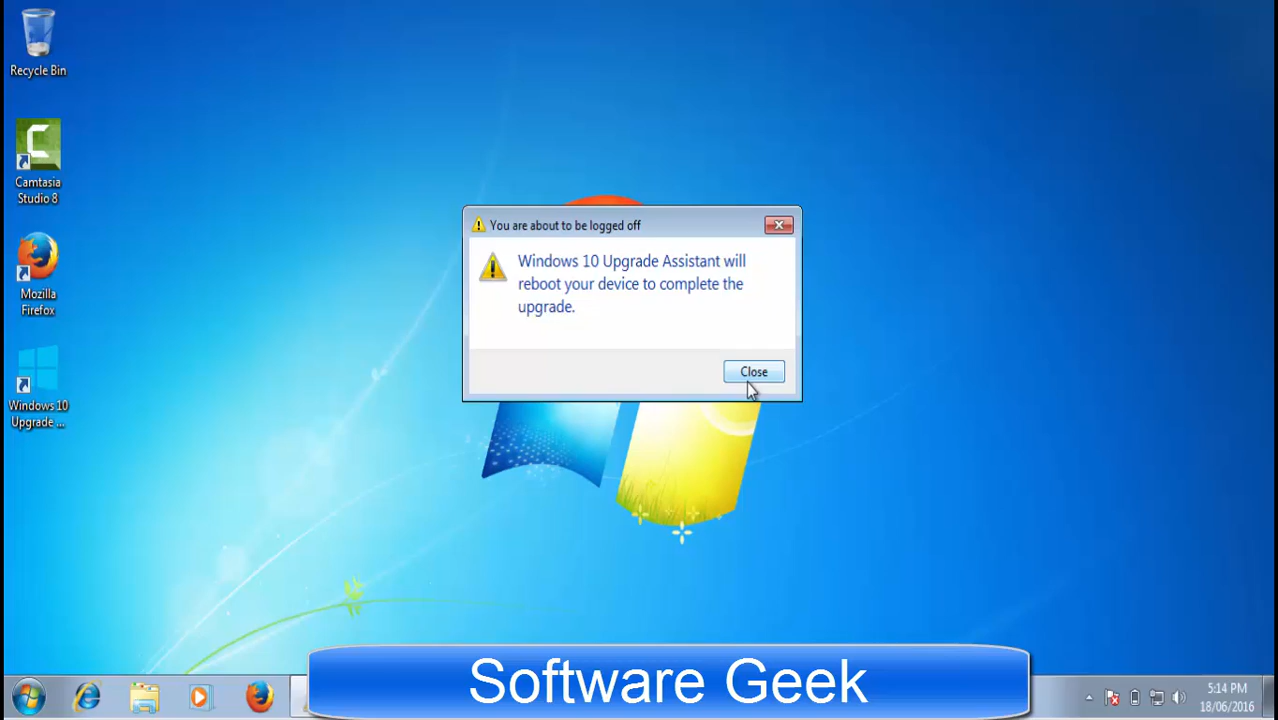 Recycle Bin
Camtasia
Studio 8
Mozilla
Firefox
Windows 10
Upgrade ...
You are about to be logged off
Windows 10 Upgrade Assistant will
reboot your device to complete the
upgrade.
Close
Software Geek
5:14 PM
18/06/2016